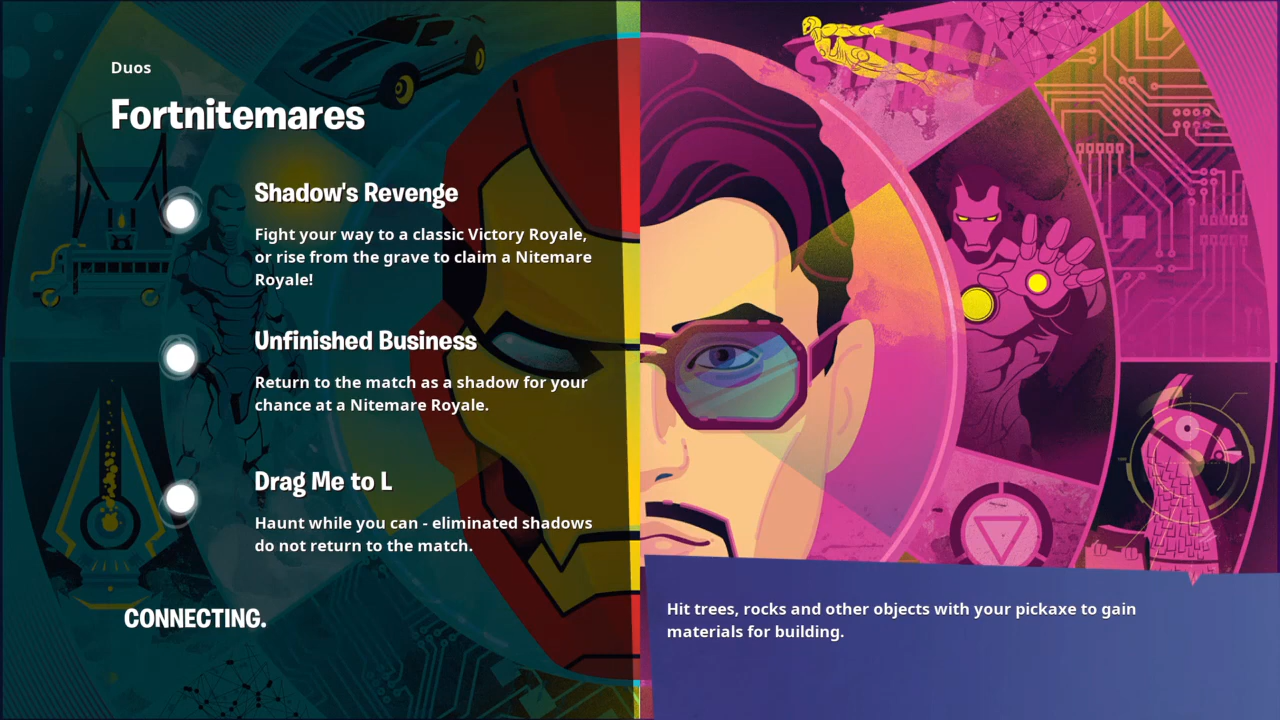 Duos
Fortnitemares
Shadow's Revenge
Fight your way to a classic Victory Royale,
or rise from the grave to claim a Nitemare
Royale!
Unfinished Business
Return to the match as a shadow for your
chance at a Nitemare Royale.
Drag Me to L
Haunt while you can - eliminated shadows
do not return to the match.
CONNECTING.
STARK
Hit trees, rocks and other objects with your pickaxe to gain
materials for building.